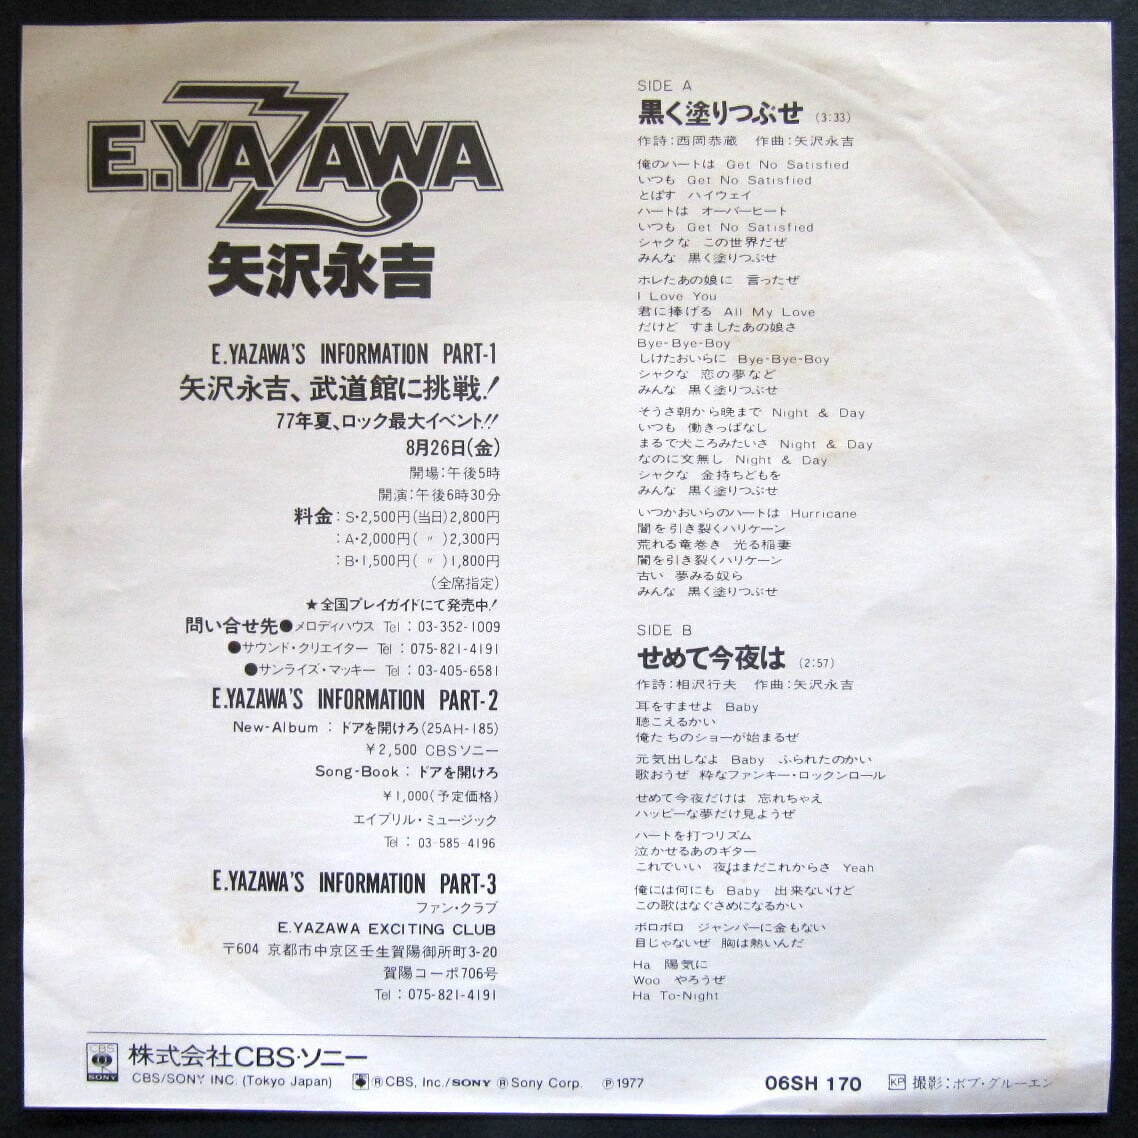 E.YAZAWA
矢沢永吉
E.YAZAWA'S INFORMATION PART-1
矢沢永吉、武道館に挑戦!
77年夏、ロック最大イベント!!
8月26日(金)
開場:午後5時
開演:午後6時30分
料金:S・2,500円(当日)2,800円
:A・2,000円( 〃 )2,300円
:B・1,500円( 〃 )1,800円
(全席指定)
★全国プレイガイドにて発売中!
問い合せ先●メロディハウス Tel:03-352-1009
●サウンド・クリエイター Tel:075-821-4191
●サンライズ・マッキー Tel:03-405-6581
E.YAZAWA'S INFORMATION PART-2
New-Album:ドアを開けろ(25AH-185)
¥2,500 CBSソニー
Song-Book:ドアを開けろ
¥1,000(予定価格)
エイプリル・ミュージック
Tel:03-585-4196
E.YAZAWA'S INFORMATION PART-3
ファン・クラブ
E.YAZAWA EXCITING CLUB
〒604 京都市中京区壬生賀陽御所町3-20
賀陽コーポ706号
Tel:075-821-4191
SIDE A
黒く塗りつぶせ (3:33)
作詩:西岡恭蔵 作曲:矢沢永吉
俺のハートは Get No Satisfied
いつも Get No Satisfied
とばす ハイウェイ
ハートは オーバーヒート
いつも Get No Satisfied
シャクな この世界だぜ
みんな 黒く塗りつぶせ
ホレたあの娘に 言ったぜ
I Love You
君に捧げる All My Love
だけど すましたあの娘さ
Bye-Bye-Boy
しけたおいらに Bye-Bye-Boy
シャクな 恋の夢など
みんな 黒く塗りつぶせ
そうさ朝から晩まで Night & Day
いつも 働きっぱなし
まるで犬ころみたいさ Night & Day
なのに文無し Night & Day
シャクな 金持ちどもを
みんな 黒く塗りつぶせ
いつかおいらのハートは Hurricane
闇を引き裂くハリケーン
荒れる竜巻き 光る稲妻
闇を引き裂くハリケーン
古い 夢みる奴ら
みんな 黒く塗りつぶせ
SIDE B
せめて今夜は (2:57)
作詩:相沢行夫 作曲:矢沢永吉
耳をすませよ Baby
聴こえるかい
俺たちのショーが始まるぜ
元気出しなよ Baby ふられたのかい
歌おうぜ 粋なファンキー・ロックンロール
せめて今夜だけは 忘れちゃえ
ハッピーな夢だけ見ようぜ
ハートを打つリズム
泣かせるあのギター
これでいい 夜はまだこれからさ Yeah
俺には何にも Baby 出来ないけど
この歌はなぐさめになるかい
ボロボロ ジャンパーに金もない
目じゃないぜ 胸は熱いんだ
Ha 陽気に
Woo やろうぜ
Ha To-Night
CBS SONY 株式会社CBS・ソニー
CBS/SONY INC. (Tokyo Japan) ®CBS, Inc./SONY ®Sony Corp. ℗1977 06SH 170 KP 撮影:ボブ・グルーエン